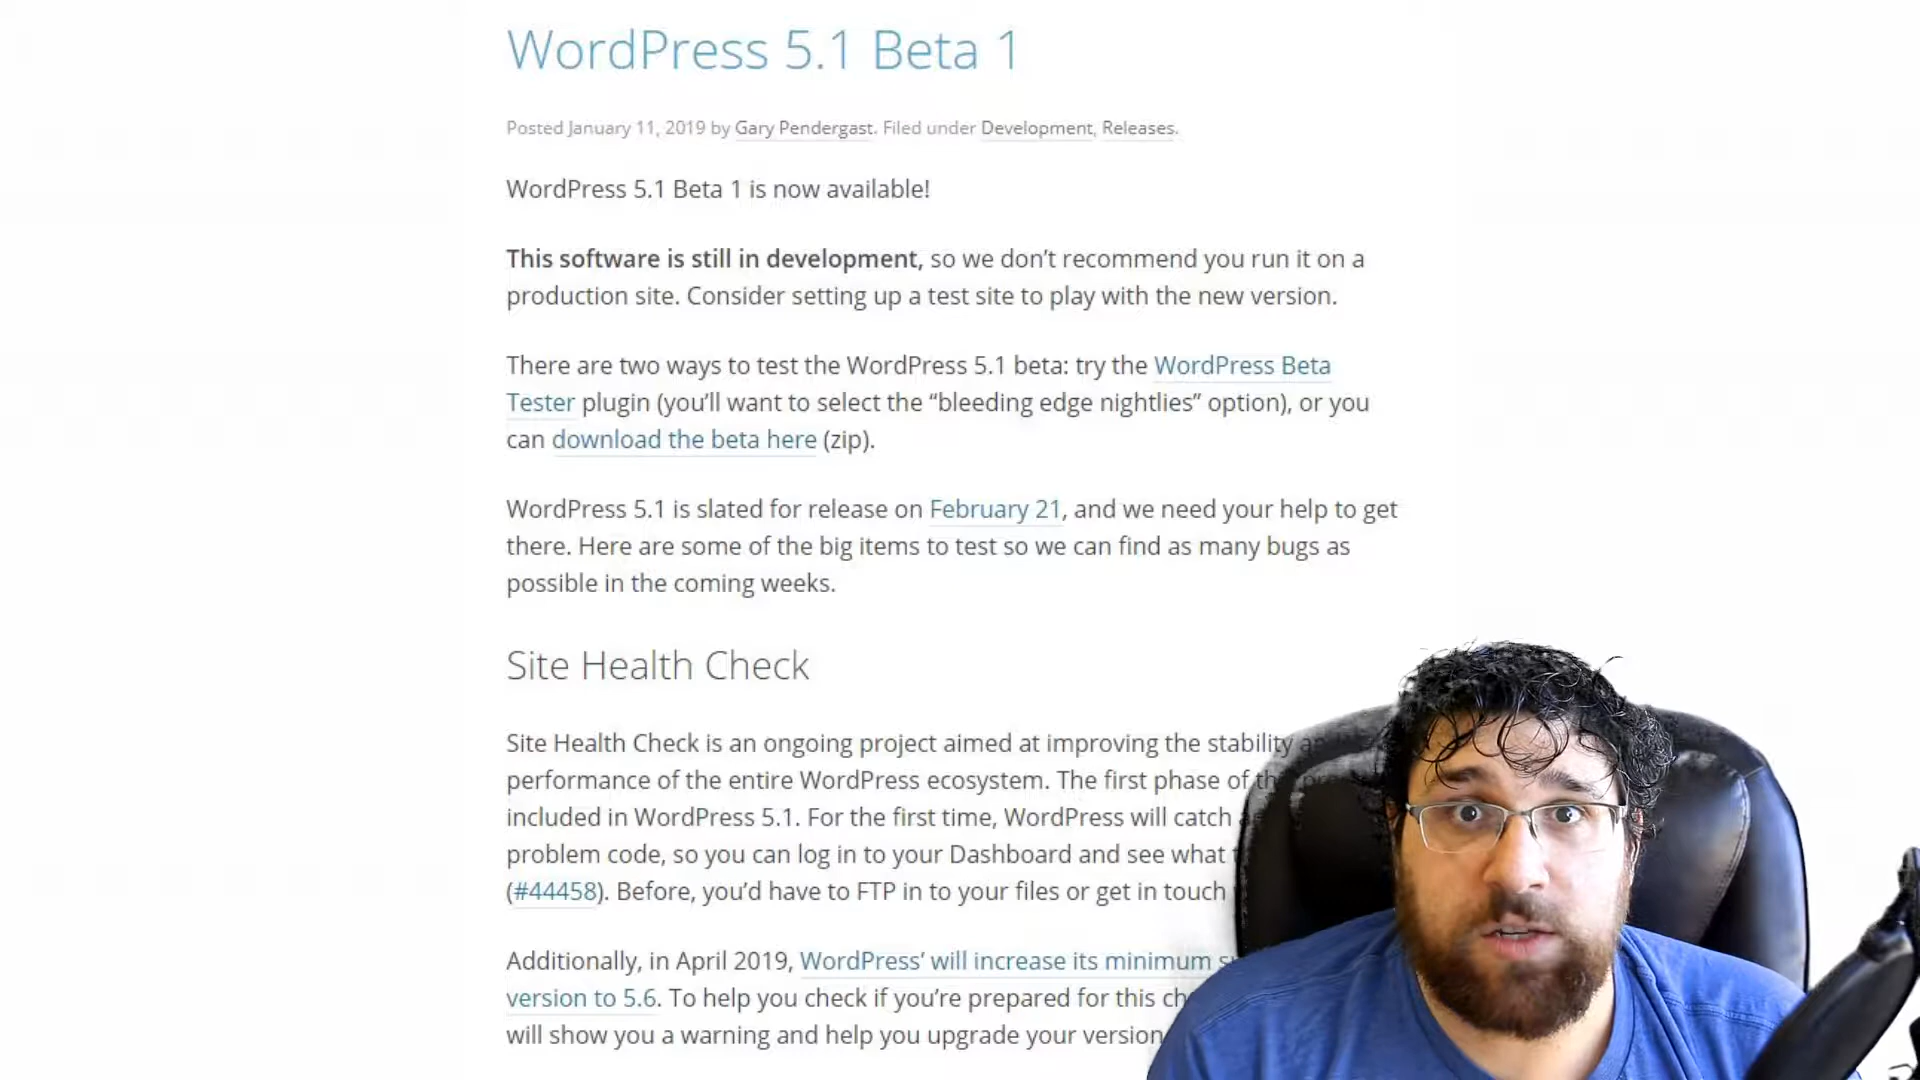 WordPress 5.1 Beta 1
Posted January 11, 2019 by Gary Pendergast. Filed under Development, Releases.
WordPress 5.1 Beta 1 is now available!
This software is still in development, so we don’t recommend you run it on a
production site. Consider setting up a test site to play with the new version.
There are two ways to test the WordPress 5.1 beta: try the WordPress Beta
Tester plugin (you’ll want to select the “bleeding edge nightlies” option), or you
can download the beta here (zip).
WordPress 5.1 is slated for release on February 21, and we need your help to get
there. Here are some of the big items to test so we can find as many bugs as
possible in the coming weeks.
Site Health Check
Site Health Check is an ongoing project aimed at improving the stability
performance of the entire WordPress ecosystem. The first phase of
included in WordPress 5.1. For the first time, WordPress will catch
problem code, so you can log in to your Dashboard and see what
(#44458). Before, you’d have to FTP in to your files or get in touch
Additionally, in April 2019, WordPress’ will increase its minimum
version to 5.6. To help you check if you’re prepared for this
will show you a warning and help you upgrade your version